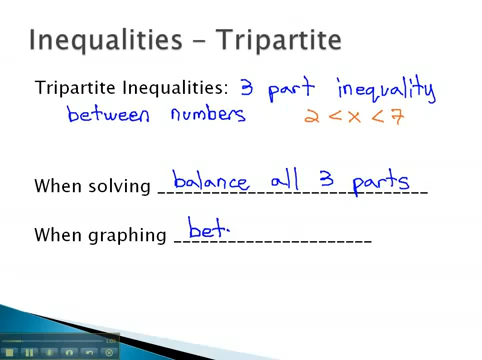 Inequalities – Tripartite
Tripartite Inequalities: 3 part inequality
between numbers 2 < x < 7
When solving balance all 3 parts
When graphing bet